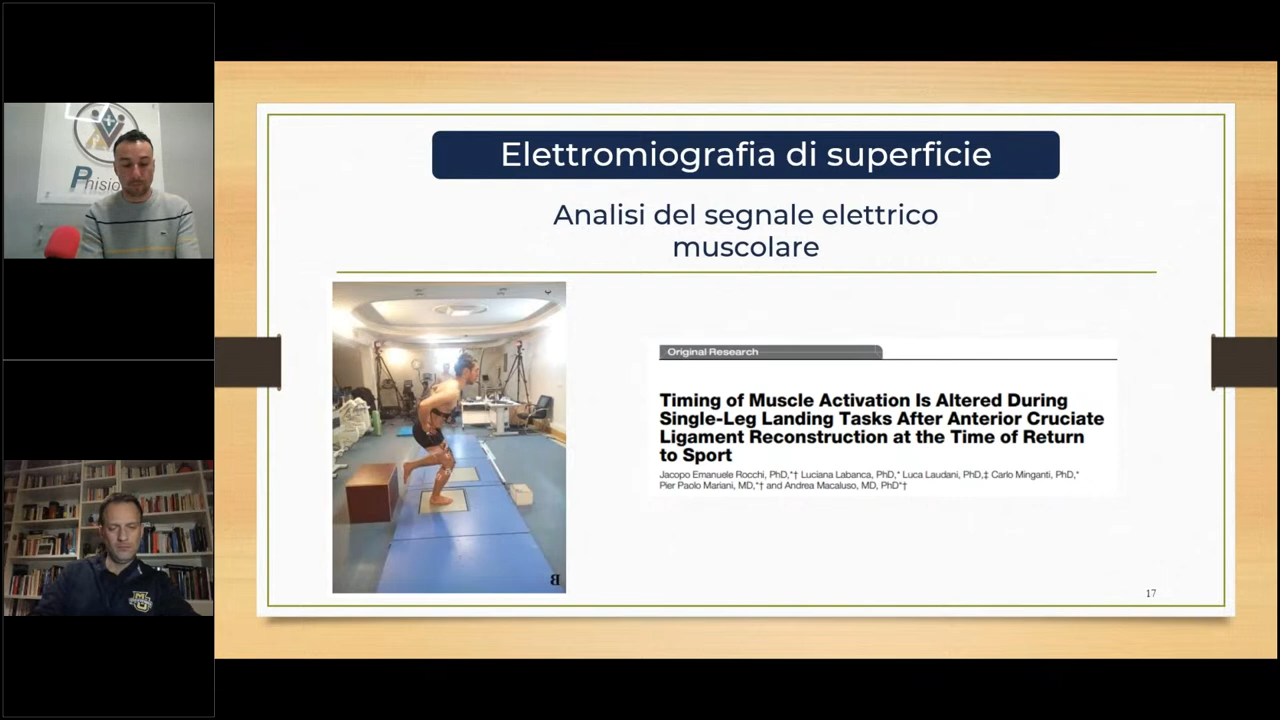 Phisio
Elettromiografia di superficie
Analisi del segnale elettrico
muscolare
Original Research
Timing of Muscle Activation Is Altered During
Single-Leg Landing Tasks After Anterior Cruciate
Ligament Reconstruction at the Time of Return
to Sport
Jacopo Emanuele Rocchi, PhD,*† Luciana Labanca, PhD,* Luca Laudani, PhD,‡ Carlo Minganti, PhD,*
Pier Paolo Mariani, MD,*† and Andrea Macaluso, MD, PhD*†
B
17